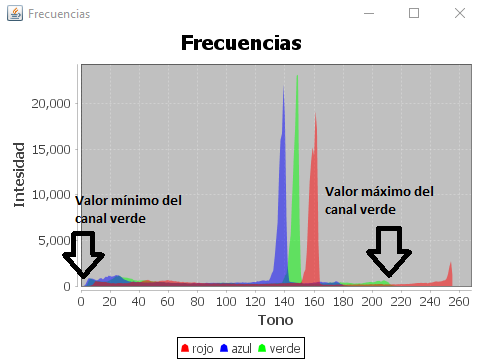 Frecuencias
Frecuencias
Intesidad
20,000
15,000
10,000
5,000
0
Valor mínimo del
canal verde
Valor máximo del
canal verde
0 20 40 60 80 100 120 140 160 180 200 220 240 260
Tono
rojo azul verde